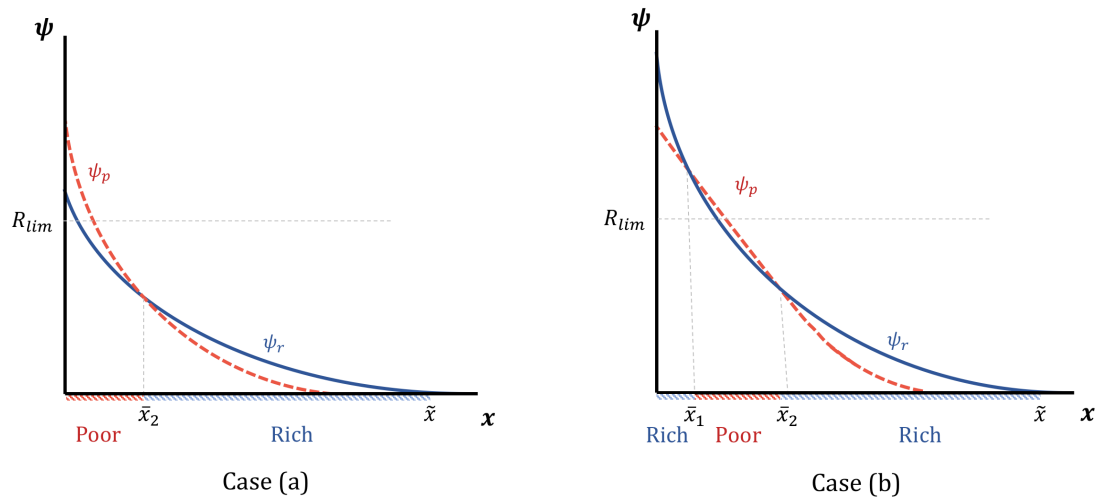 ψ
ψ_p
R_lim
ψ_r
x̄_2
x̃
x
Poor
Rich
Case (a)
ψ
ψ_p
R_lim
ψ_r
x̄_1
x̄_2
x̃
x
Rich
Poor
Rich
Case (b)